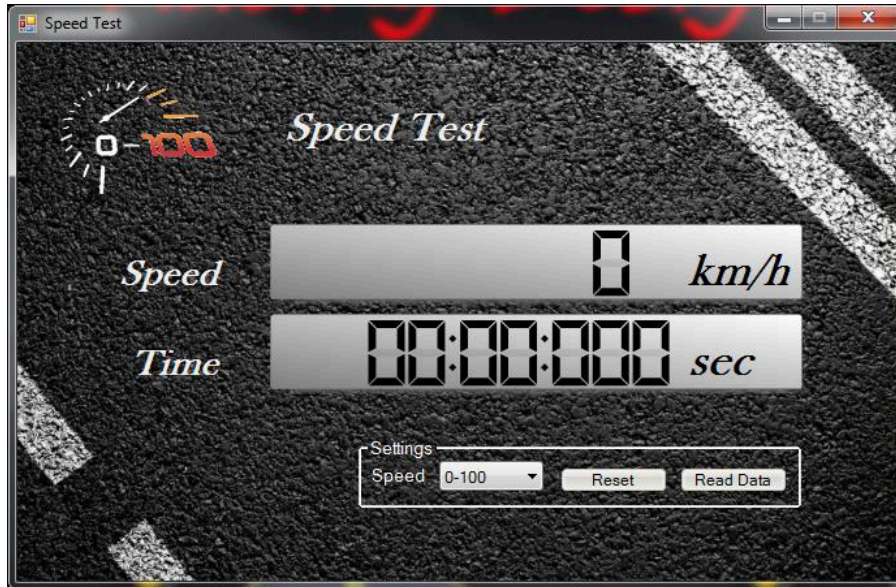 Speed Test
0-100
Speed Test
Speed 0 km/h
Time 00:00:000 sec
Settings
Speed 0-100 Reset Read Data